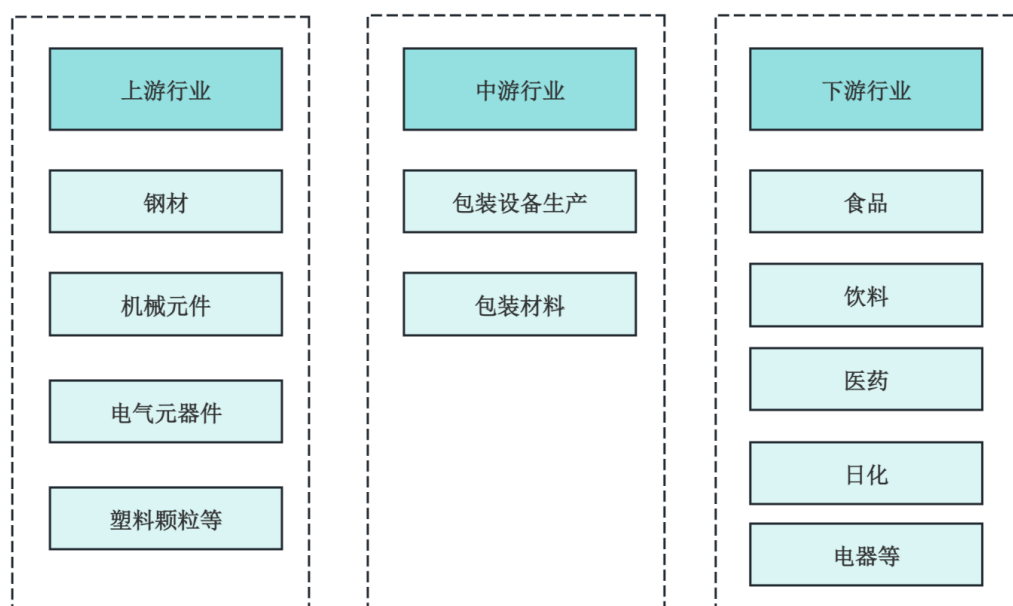 上游行业
钢材
机械元件
电气元器件
塑料颗粒等
中游行业
包装设备生产
包装材料
下游行业
食品
饮料
医药
日化
电器等